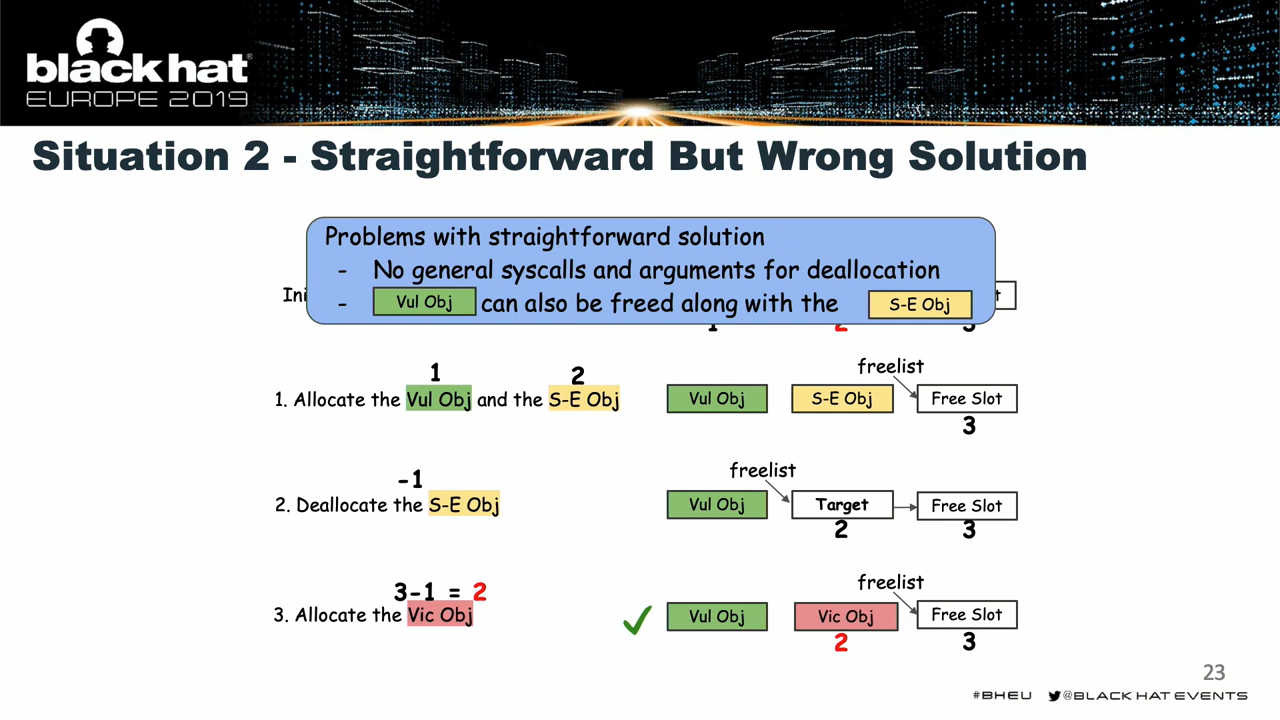 black hat
EUROPE 2019
Situation 2 - Straightforward But Wrong Solution
Problems with straightforward solution
- No general syscalls and arguments for deallocation
- Vul Obj can also be freed along with the S-E Obj
Ini t
1 2 3
1 2 freelist
1. Allocate the Vul Obj and the S-E Obj Vul Obj S-E Obj Free Slot
3
-1 freelist
2. Deallocate the S-E Obj Vul Obj Target Free Slot
2 3
3-1 = 2 freelist
3. Allocate the Vic Obj Vul Obj Vic Obj Free Slot
2 3
23
#BHEU @BLACK HAT EVENTS